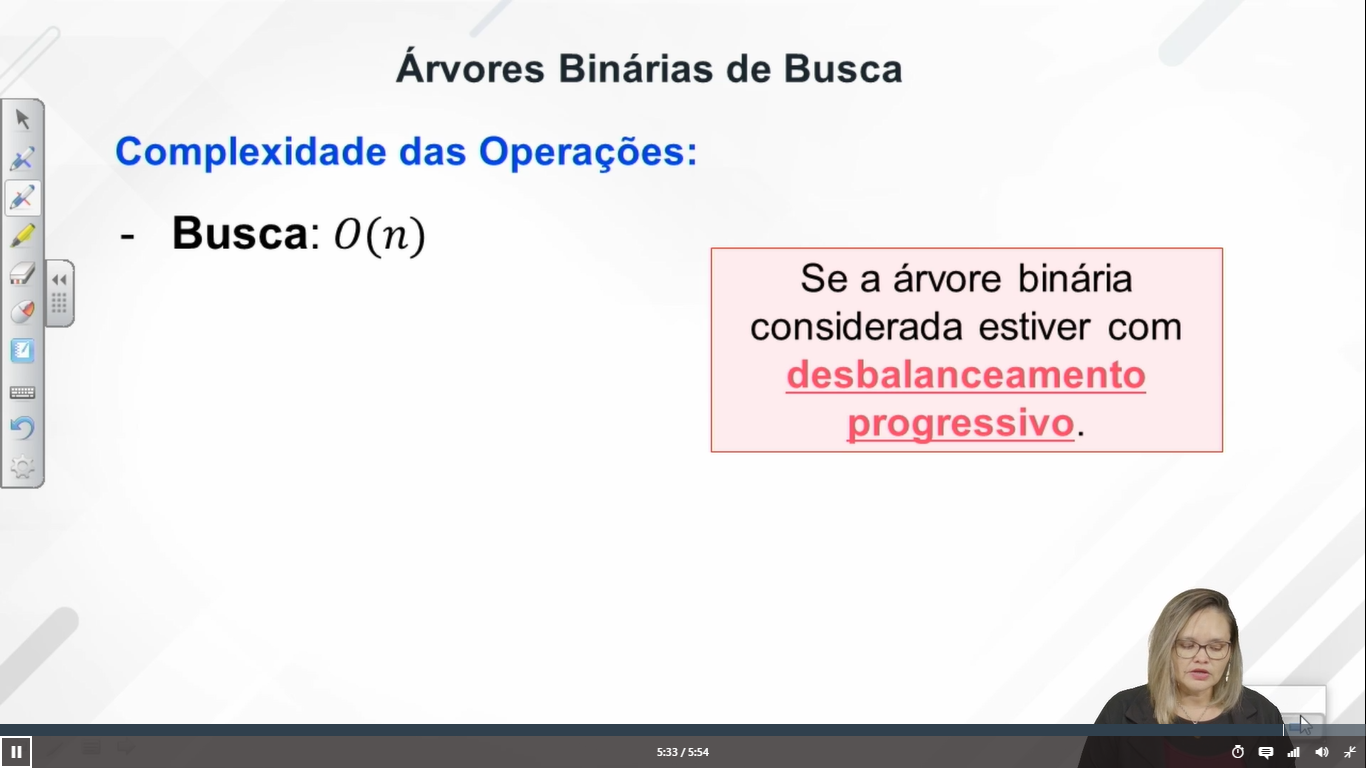 Árvores Binárias de Busca
Complexidade das Operações:
- Busca: O(n)
Se a árvore binária
considerada estiver com
desbalanceamento
progressivo.
5:33 / 5:54